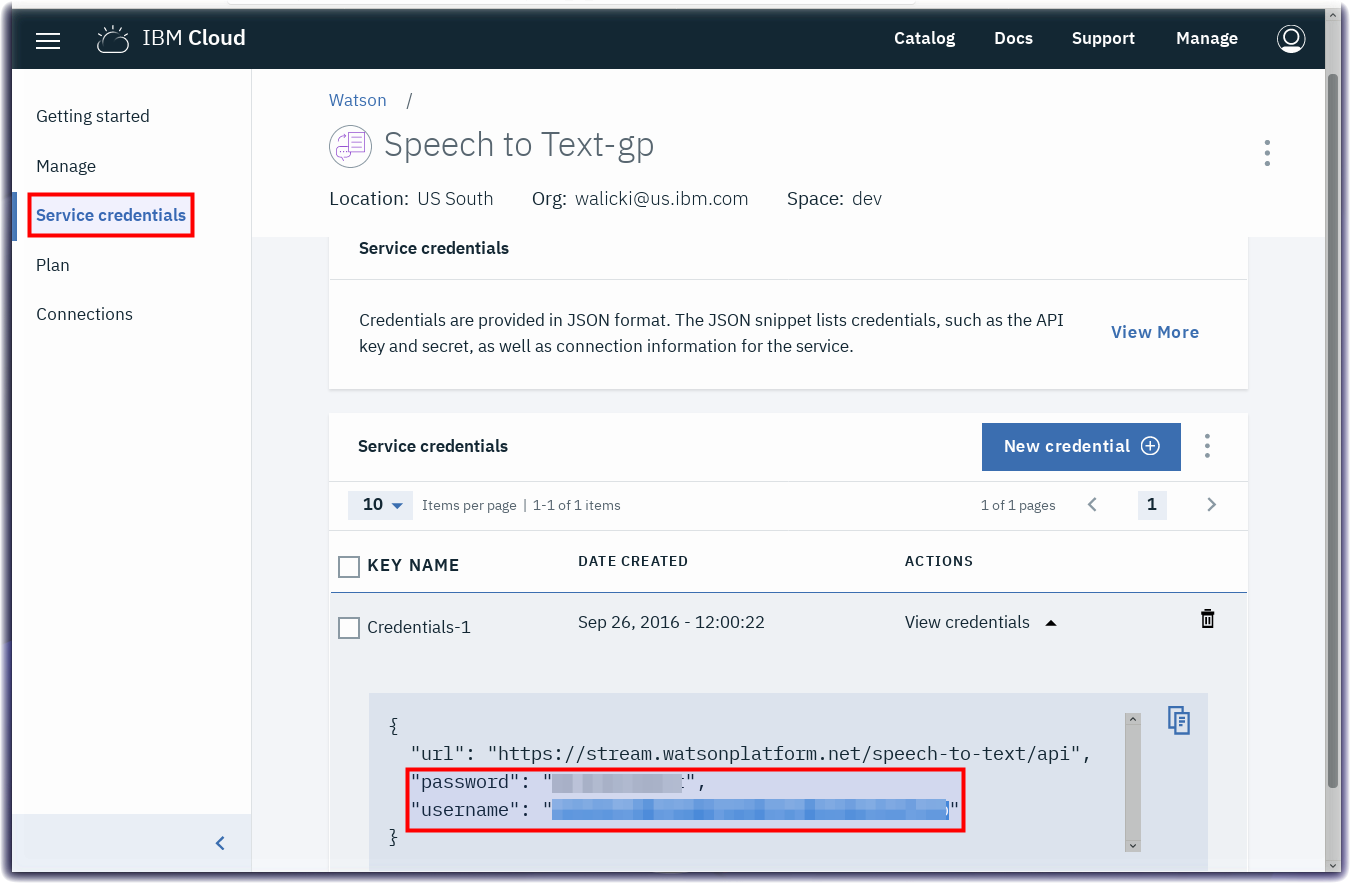 IBM Cloud
Catalog Docs Support Manage
Getting started
Manage
Service credentials
Plan
Connections
Watson /
Speech to Text-gp
Location: US South Org: walicki@us.ibm.com Space: dev
Service credentials
Credentials are provided in JSON format. The JSON snippet lists credentials, such as the API
key and secret, as well as connection information for the service.
View More
Service credentials
New credential
10 Items per page | 1-1 of 1 items
1 of 1 pages 1
KEY NAME DATE CREATED ACTIONS
Credentials-1 Sep 26, 2016 - 12:00:22 View credentials
{
"url": "https://stream.watsonplatform.net/speech-to-text/api",
"password": "",
"username": ""
}